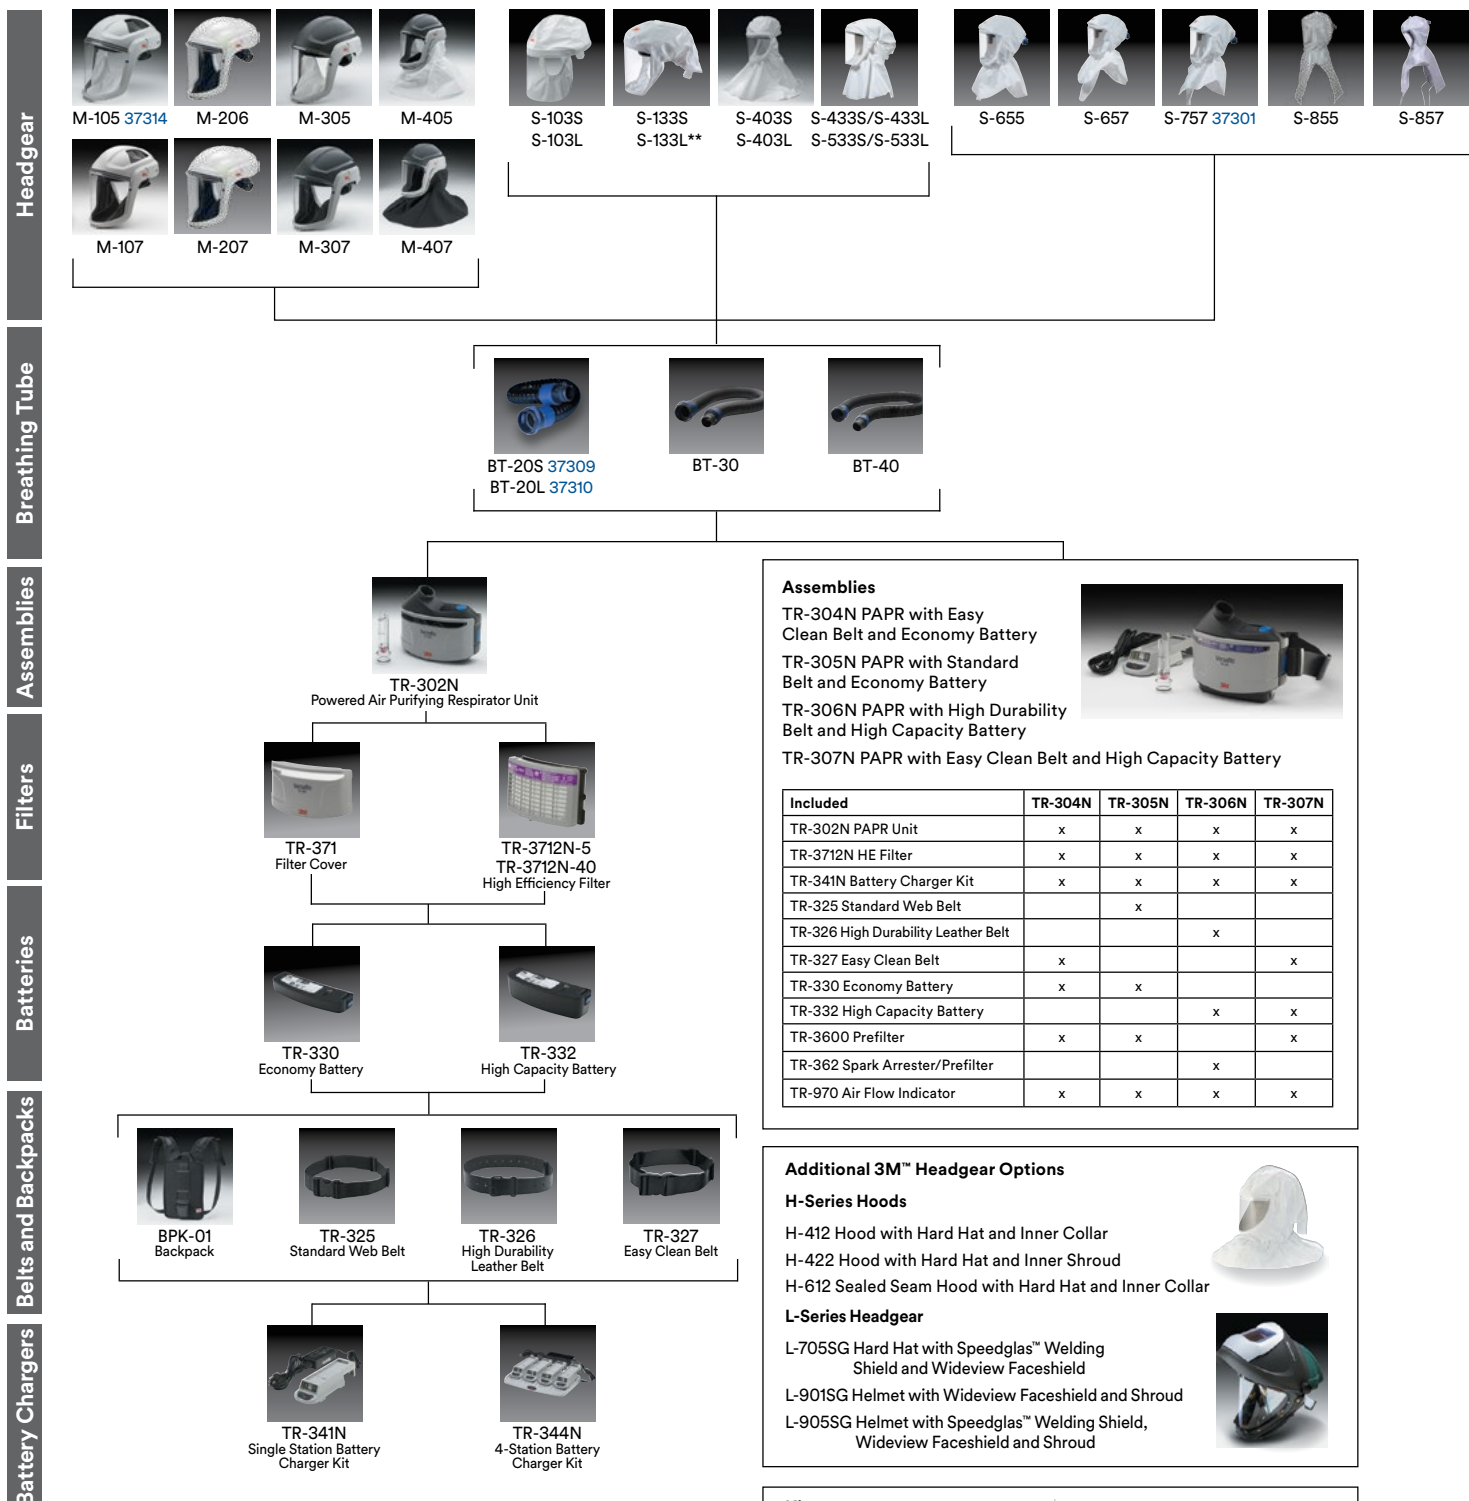 Headgear
M-105 37314
M-206
M-305
M-405
M-107
M-207
M-307
M-407
S-103S
S-103L
S-133S
S-133L**
S-403S
S-403L
S-433S/S-433L
S-533S/S-533L
S-655
S-657
S-757 37301
S-855
S-857
Breathing Tube
BT-20S 37309
BT-20L 37310
BT-30
BT-40
Assemblies
TR-302N
Powered Air Purifying Respirator Unit
Filters
TR-371
Filter Cover
TR-3712N-5
TR-3712N-40
High Efficiency Filter
Batteries
TR-330
Economy Battery
TR-332
High Capacity Battery
Belts and Backpacks
BPK-01
Backpack
TR-325
Standard Web Belt
TR-326
High Durability
Leather Belt
TR-327
Easy Clean Belt
Battery Chargers
TR-341N
Single Station Battery
Charger Kit
TR-344N
4-Station Battery
Charger Kit
Assemblies
TR-304N PAPR with Easy
Clean Belt and Economy Battery
TR-305N PAPR with Standard
Belt and Economy Battery
TR-306N PAPR with High Durability
Belt and High Capacity Battery
TR-307N PAPR with Easy Clean Belt and High Capacity Battery
Included TR-304N TR-305N TR-306N TR-307N
TR-302N PAPR Unit x x x x
TR-3712N HE Filter x x x x
TR-341N Battery Charger Kit x x x x
TR-325 Standard Web Belt x
TR-326 High Durability Leather Belt x
TR-327 Easy Clean Belt x x
TR-330 Economy Battery x x
TR-332 High Capacity Battery x x
TR-3600 Prefilter x x x
TR-362 Spark Arrester/Prefilter x
TR-970 Air Flow Indicator x x x x
Additional 3M™ Headgear Options
H-Series Hoods
H-412 Hood with Hard Hat and Inner Collar
H-422 Hood with Hard Hat and Inner Shroud
H-612 Sealed Seam Hood with Hard Hat and Inner Collar
L-Series Headgear
L-705SG Hard Hat with Speedglas™ Welding
Shield and Wideview Faceshield
L-901SG Helmet with Wideview Faceshield and Shroud
L-905SG Helmet with Speedglas™ Welding Shield,
Wideview Faceshield and Shroud